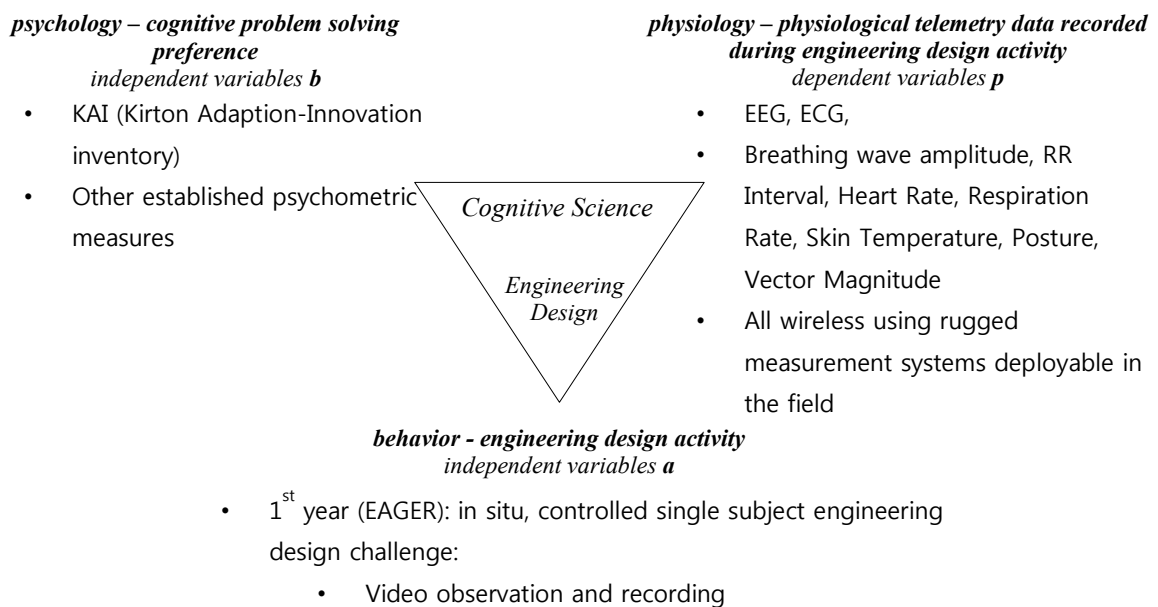 psychology – cognitive problem solving
preference
independent variables b
• KAI (Kirton Adaption-Innovation
inventory)
• Other established psychometric
measures
physiology – physiological telemetry data recorded
during engineering design activity
dependent variables p
• EEG, ECG,
• Breathing wave amplitude, RR
Interval, Heart Rate, Respiration
Rate, Skin Temperature, Posture,
Vector Magnitude
• All wireless using rugged
measurement systems deployable in
the field
Cognitive Science
Engineering
Design
behavior - engineering design activity
independent variables a
• 1st year (EAGER): in situ, controlled single subject engineering
design challenge:
• Video observation and recording